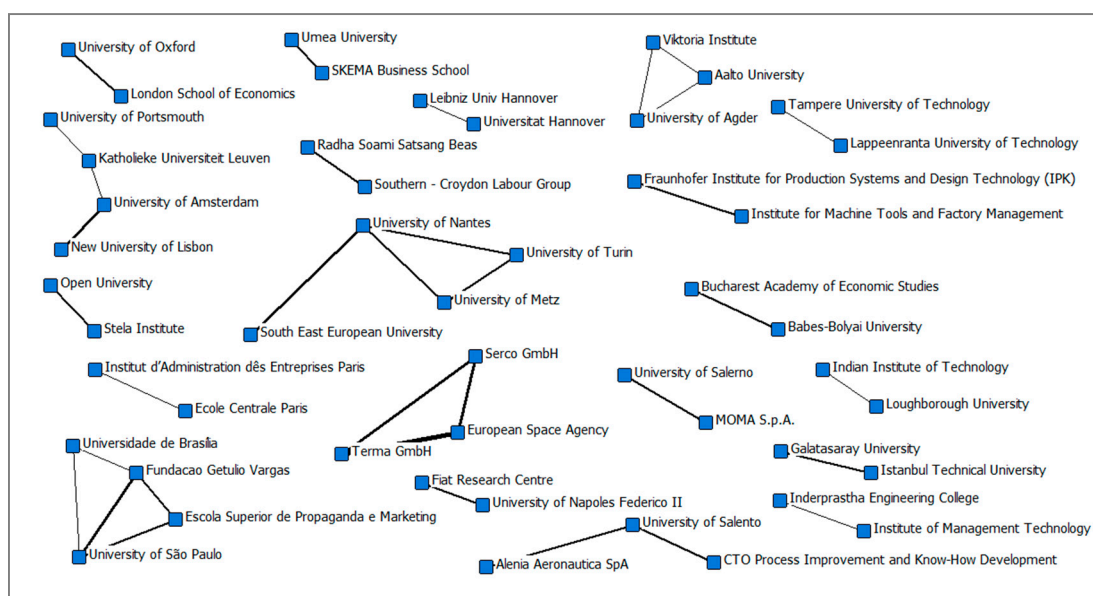 University of Oxford
Umea University
Viktoria Institute
SKEMA Business School
Aalto University
London School of Economics
Leibniz Univ Hannover
Tampere University of Technology
University of Portsmouth
Universitat Hannover
University of Agder
Radha Soami Satsang Beas
Lappeenranta University of Technology
Katholieke Universiteit Leuven
Southern - Croydon Labour Group
Fraunhofer Institute for Production Systems and Design Technology (IPK)
University of Amsterdam
Institute for Machine Tools and Factory Management
University of Nantes
New University of Lisbon
University of Turin
Open University
Bucharest Academy of Economic Studies
University of Metz
Stela Institute
South East European University
Babes-Bolyai University
Serco GmbH
Institut d'Administration dês Entreprises Paris
University of Salerno
Indian Institute of Technology
Ecole Centrale Paris
Loughborough University
MOMA S.p.A.
European Space Agency
Universidade de Brasília
Terma GmbH
Galatasaray University
Fundacao Getulio Vargas
Istanbul Technical University
Fiat Research Centre
University of Napoles Federico II
Inderprastha Engineering College
Escola Superior de Propaganda e Marketing
University of Salento
Institute of Management Technology
University of São Paulo
Alenia Aeronautica SpA
CTO Process Improvement and Know-How Development